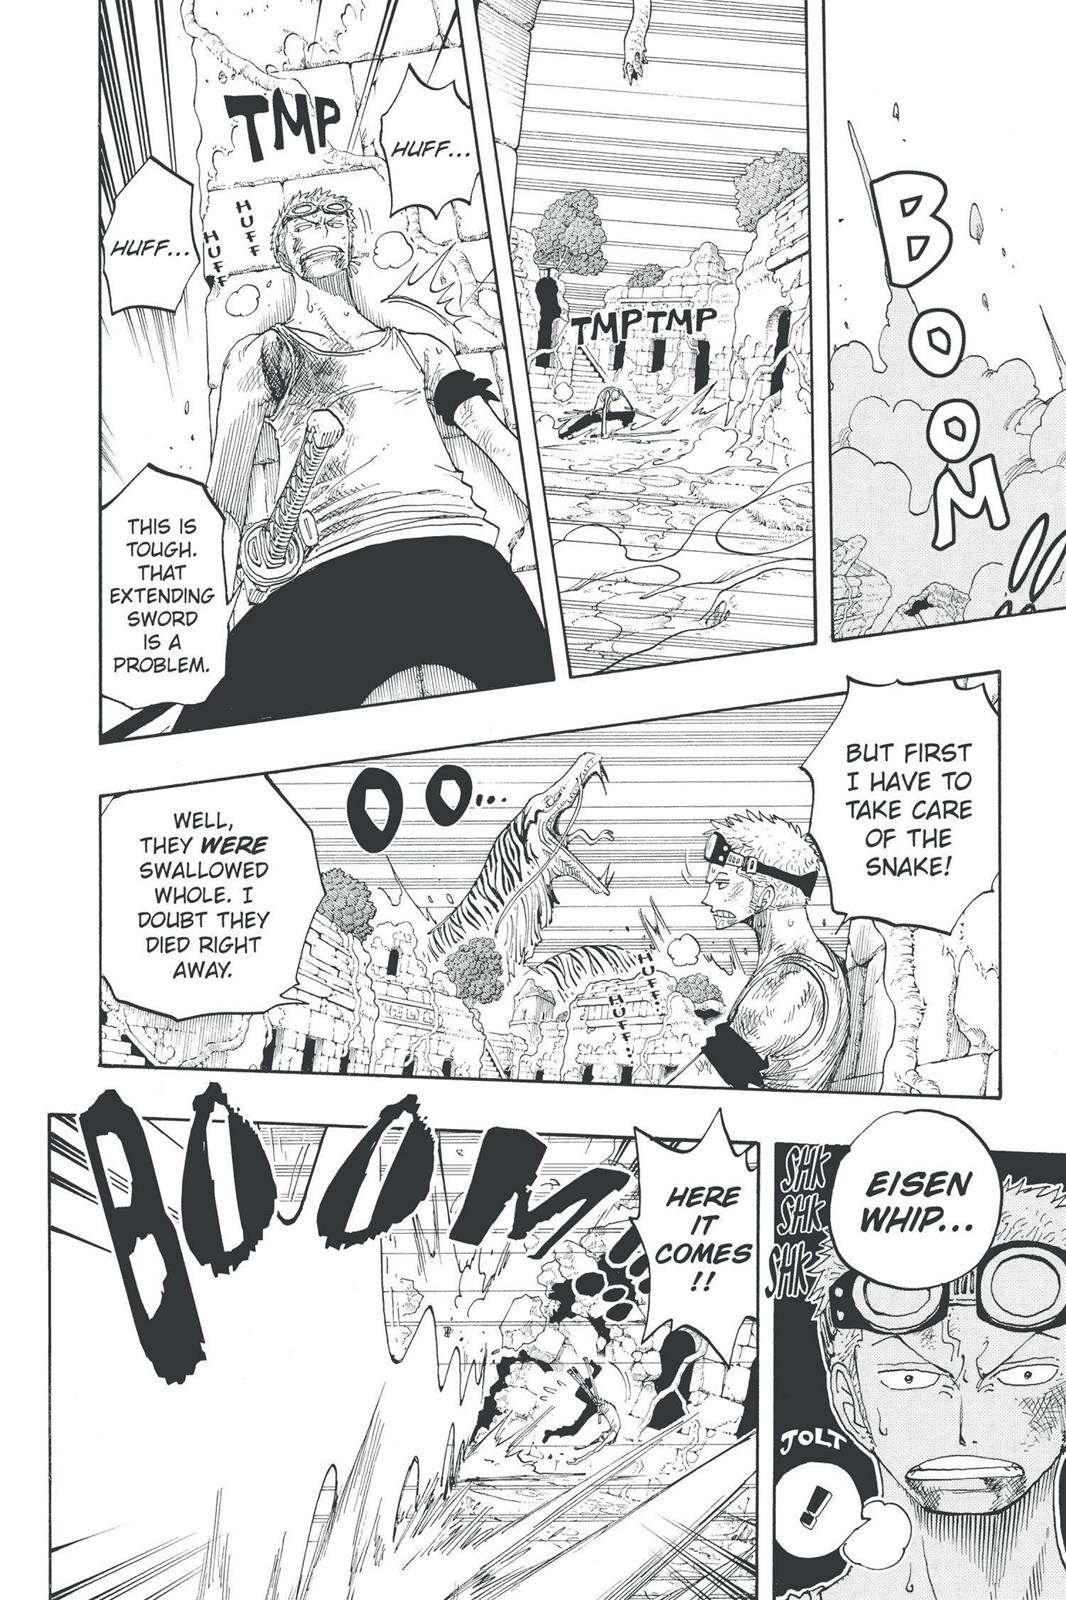 BOOM
TMP TMP
TMP
HUFF...
HUFF
HUFF
HUFF...
THIS IS
TOUGH.
THAT
EXTENDING
SWORD
IS A
PROBLEM.
BUT FIRST
I HAVE TO
TAKE CARE
OF THE
SNAKE!
HUFF...
HUFF...
OO...
WELL,
THEY WERE
SWALLOWED
WHOLE. I
DOUBT THEY
DIED RIGHT
AWAY.
EISEN
WHIP...
SHK
SHK
SHK
JOLT
!
HERE
IT
COMES
!!
BOOM